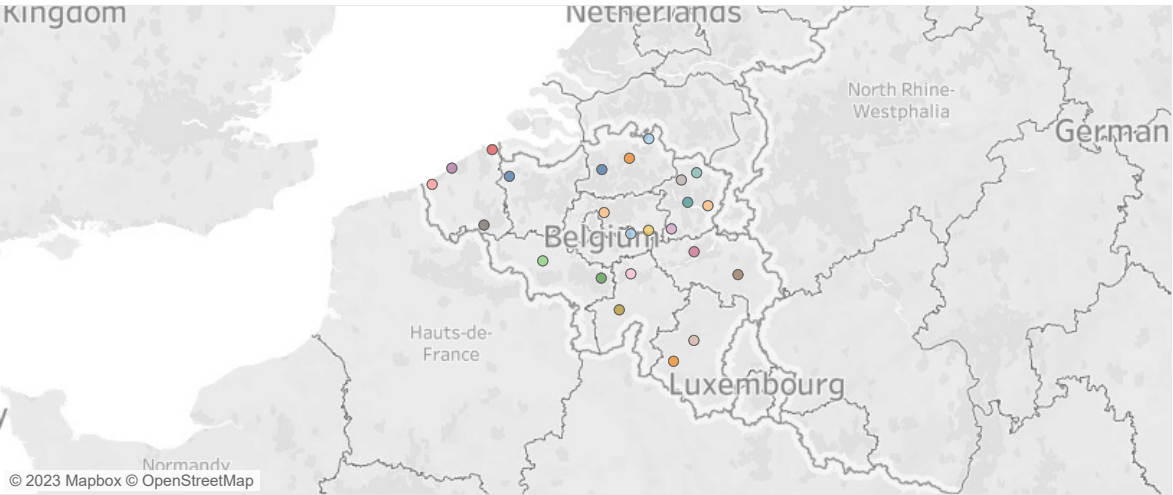 Kingdom
Netherlands
North Rhine-
Westphalia
German
Belgium
Hauts-de-
France
Luxembourg
y
Normandy
© 2023 Mapbox © OpenStreetMap